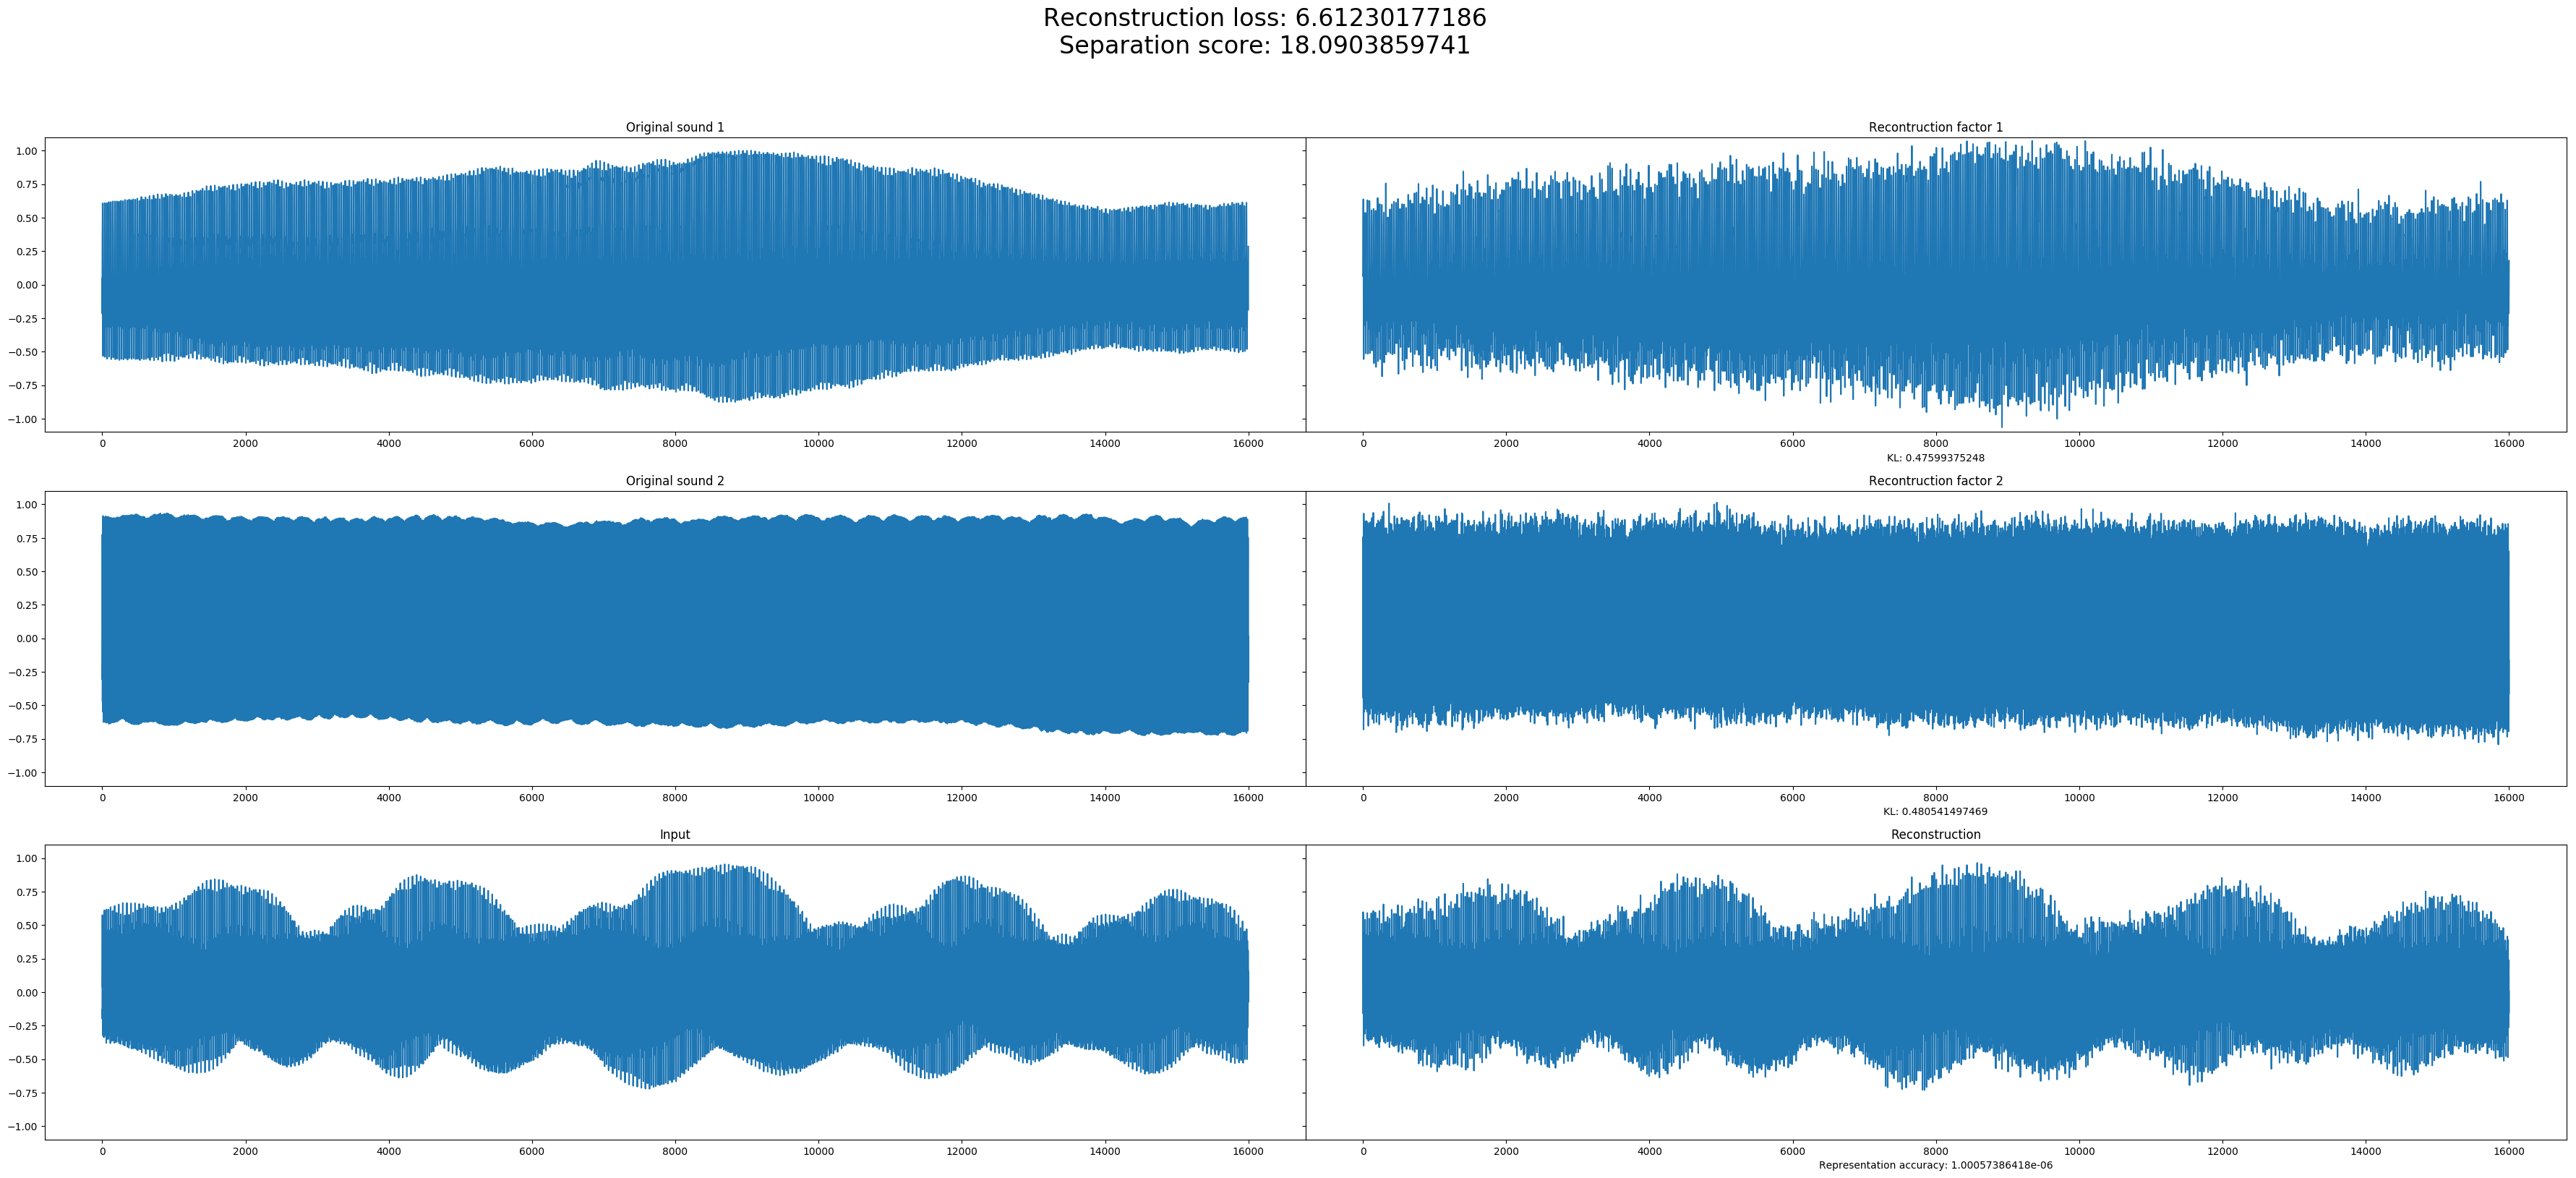 Reconstruction loss: 6.61230177186
Separation score: 18.0903859741
Original sound 1
Recontruction factor 1
1.00
0.75
0.50
0.25
0.00
−0.25
−0.50
−0.75
−1.00
0 2000 4000 6000 8000 10000 12000 14000 16000
0 2000 4000 6000 8000 10000 12000 14000 16000
KL: 0.47599375248
Original sound 2
Recontruction factor 2
1.00
0.75
0.50
0.25
0.00
−0.25
−0.50
−0.75
−1.00
0 2000 4000 6000 8000 10000 12000 14000 16000
0 2000 4000 6000 8000 10000 12000 14000 16000
KL: 0.480541497469
Input
Reconstruction
1.00
0.75
0.50
0.25
0.00
−0.25
−0.50
−0.75
−1.00
0 2000 4000 6000 8000 10000 12000 14000 16000
0 2000 4000 6000 8000 10000 12000 14000 16000
Representation accuracy: 1.00057386418e-06